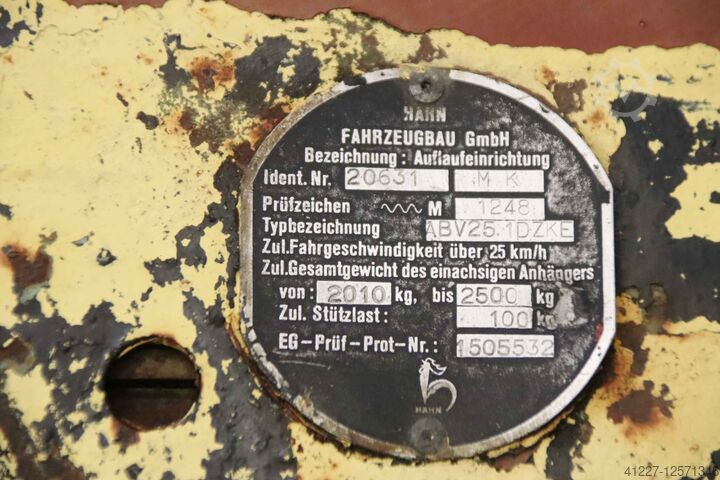 HAHN
FAHRZEUGBAU GmbH
Bezeichnung: Auflaufeinrichtung
Ident. Nr. 20631 M K
Prüfzeichen M 1248
Typbezeichnung ABV25.1DZKE
Zul.Fahrgeschwindigkeit über 25 km/h
Zul.Gesamtgewicht des einachsigen Anhängers
von: 2010 kg, bis 2500 kg
Zul. Stützlast: 100 kg
EG-Prüf-Prot-Nr.: 1505532
HAHN